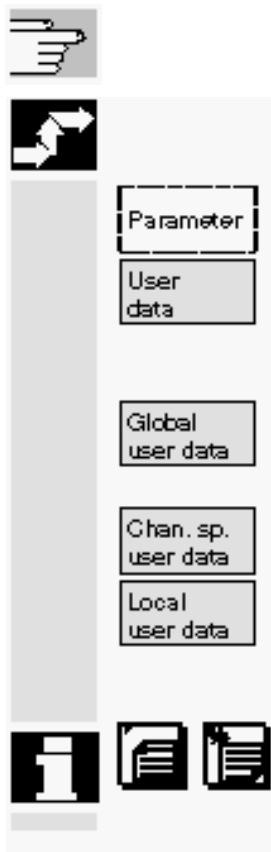 Parameter
User
data
Global
user data
Chan. sp.
user data
Local
user data